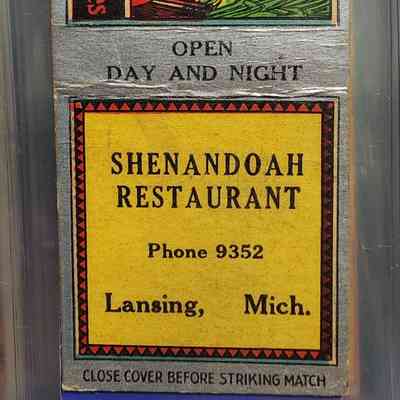 OPEN
DAY AND NIGHT
SHENANDOAH
RESTAURANT
Phone 9352
Lansing, Mich.
CLOSE COVER BEFORE STRIKING MATCH